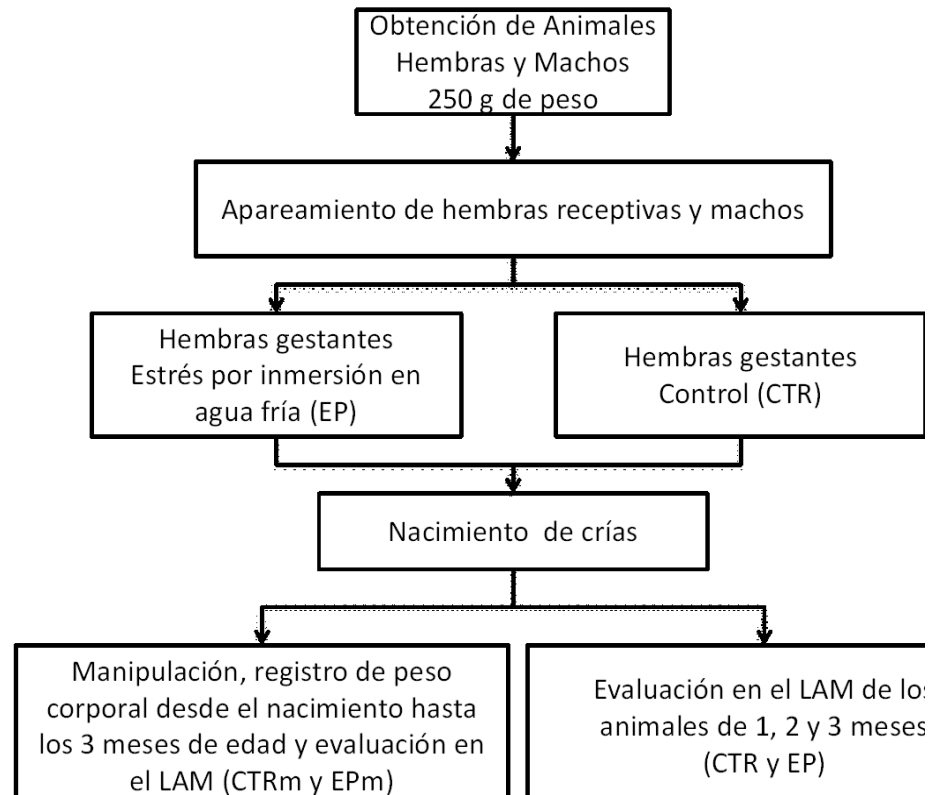 Obtención de Animales
Hembras y Machos
250 g de peso
Apareamiento de hembras receptivas y machos
Hembras gestantes
Estrés por inmersión en
agua fría (EP)
Hembras gestantes
Control (CTR)
Nacimiento de crías
Manipulación, registro de peso
corporal desde el nacimiento hasta
los 3 meses de edad y evaluación en
el LAM (CTRm y EPm)
Evaluación en el LAM de los
animales de 1, 2 y 3 meses
(CTR y EP)